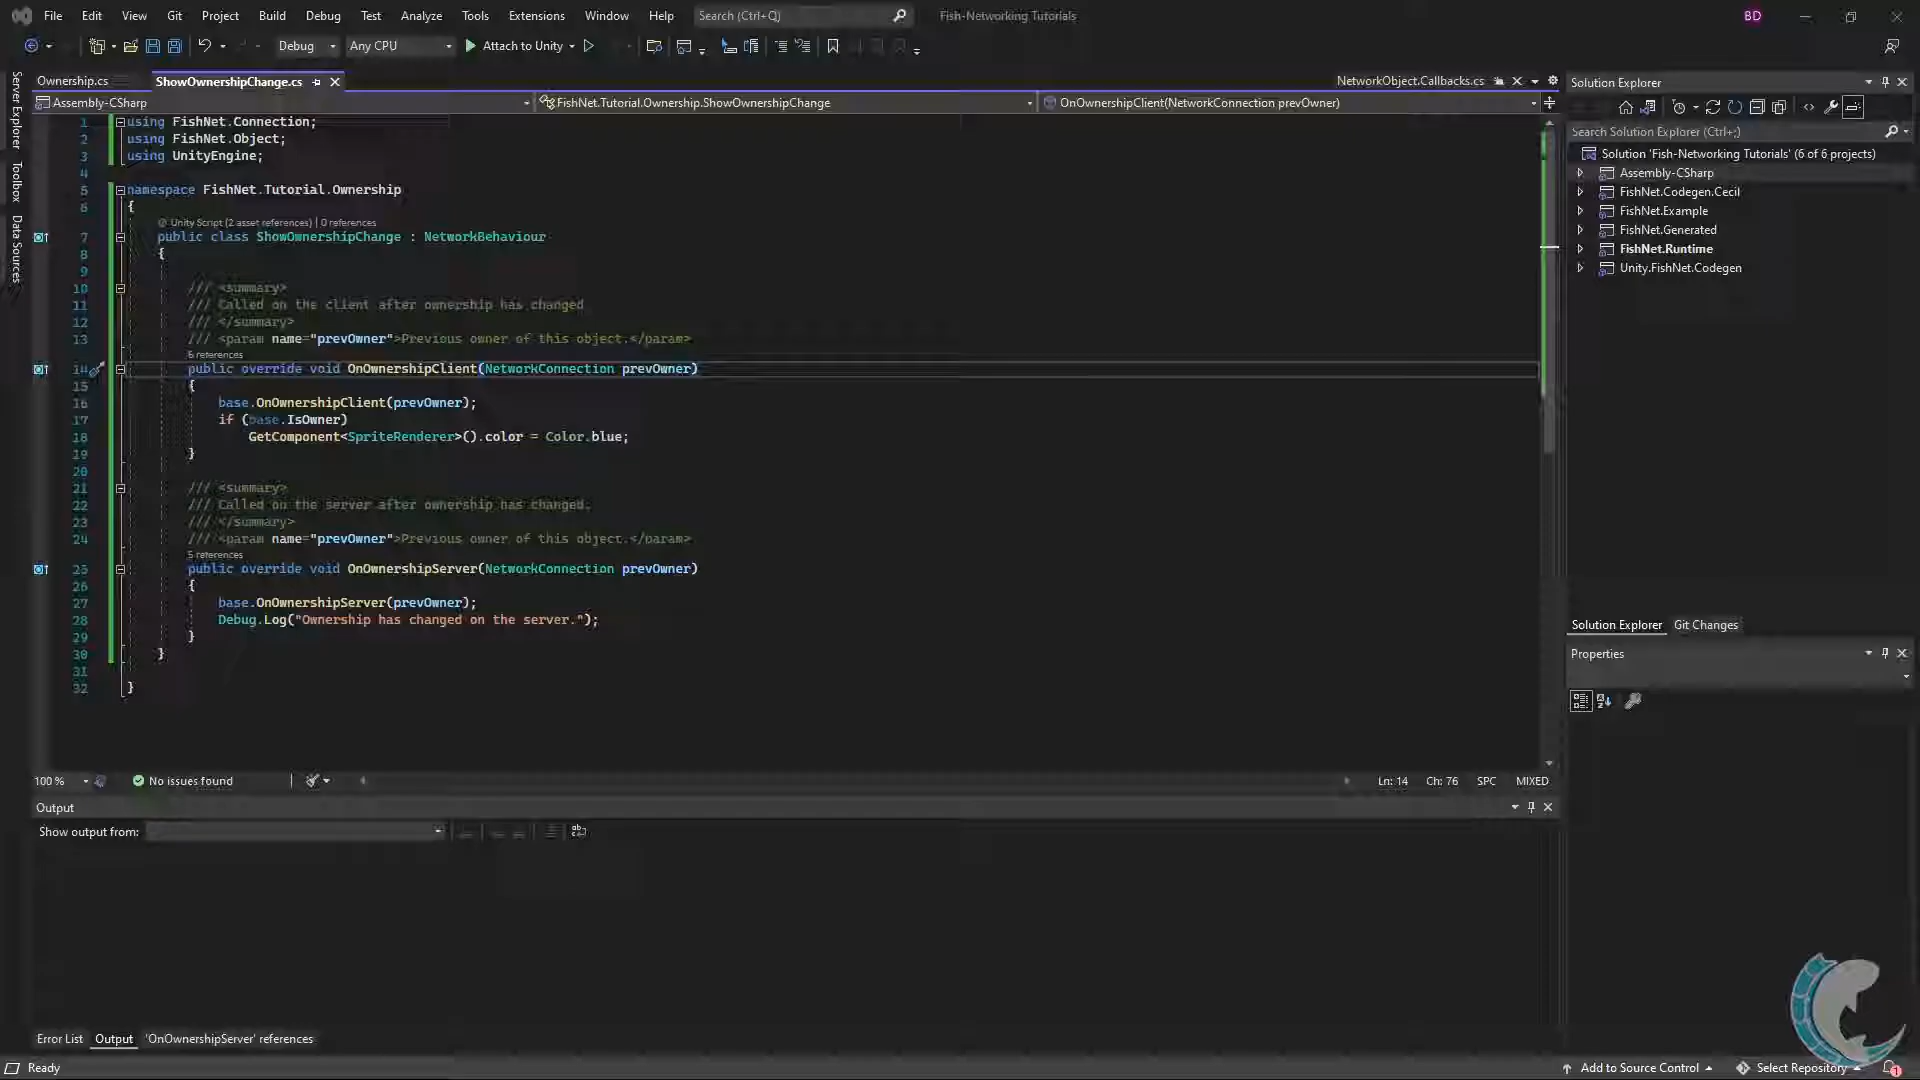 File Edit View Git Project Build Debug Test Analyze Tools Extensions Window Help Search (Ctrl+Q) Fish-Networking Tutorials BD
Debug Any CPU Attach to Unity
Server Explorer
Toolbox
Data Sources
Ownership.cs ShowOwnershipChange.cs NetworkObject.Callbacks.cs
Assembly-CSharp FishNet.Tutorial.Ownership.ShowOwnershipChange OnOwnershipClient(NetworkConnection prevOwner)
1 using FishNet.Connection;
2 using FishNet.Object;
3 using UnityEngine;
4
5 namespace FishNet.Tutorial.Ownership
6 {
Unity Script (2 asset references) | 0 references
7 public class ShowOwnershipChange : NetworkBehaviour
8 {
9
10 /// <summary>
11 /// Called on the client after ownership has changed
12 /// </summary>
13 /// <param name="prevOwner">Previous owner of this object.</param>
6 references
14 public override void OnOwnershipClient(NetworkConnection prevOwner)
15 {
16 base.OnOwnershipClient(prevOwner);
17 if (base.IsOwner)
18 GetComponent<SpriteRenderer>().color = Color.blue;
19 }
20
21 /// <summary>
22 /// Called on the server after ownership has changed.
23 /// </summary>
24 /// <param name="prevOwner">Previous owner of this object.</param>
5 references
25 public override void OnOwnershipServer(NetworkConnection prevOwner)
26 {
27 base.OnOwnershipServer(prevOwner);
28 Debug.Log("Ownership has changed on the server.");
29 }
30 }
31
32 }
100 % No issues found Ln: 14 Ch: 76 SPC MIXED
Output
Show output from:
Error List Output 'OnOwnershipServer' references
Ready Add to Source Control Select Repository 1
Solution Explorer
Search Solution Explorer (Ctrl+;)
Solution 'Fish-Networking Tutorials' (6 of 6 projects)
Assembly-CSharp
FishNet.Codegen.Cecil
FishNet.Example
FishNet.Generated
FishNet.Runtime
Unity.FishNet.Codegen
Solution Explorer Git Changes
Properties